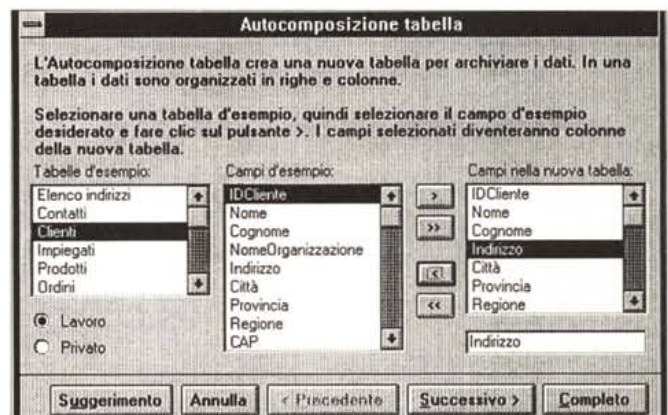 Autocomposizione tabella
L'Autocomposizione tabella crea una nuova tabella per archiviare i dati. In una
tabella i dati sono organizzati in righe e colonne.
Selezionare una tabella d'esempio, quindi selezionare il campo d'esempio
desiderato e fare clic sul pulsante >. I campi selezionati diventeranno colonne
della nuova tabella.
Tabelle d'esempio:
Elenco indirizzi
Contatti
Clienti
Impiegati
Prodotti
Ordini
Lavoro
Privato
Campi d'esempio:
IDCliente
Nome
Cognome
NomeOrganizzazione
Indirizzo
Città
Provincia
Regione
CAP
>
>>
<
<<
Campi nella nuova tabella:
IDCliente
Nome
Cognome
Indirizzo
Città
Provincia
Regione
Indirizzo
Suggerimento
Annulla
< Precedente
Successivo >
Completo